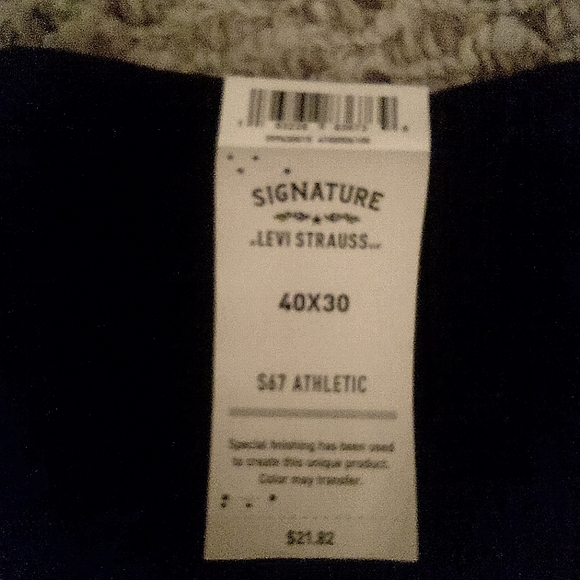 SIGNATURE
LEVI STRAUSS
40X30
S67 ATHLETIC
Special finishing has been used
to create this unique product.
Color may transfer.
$21.82